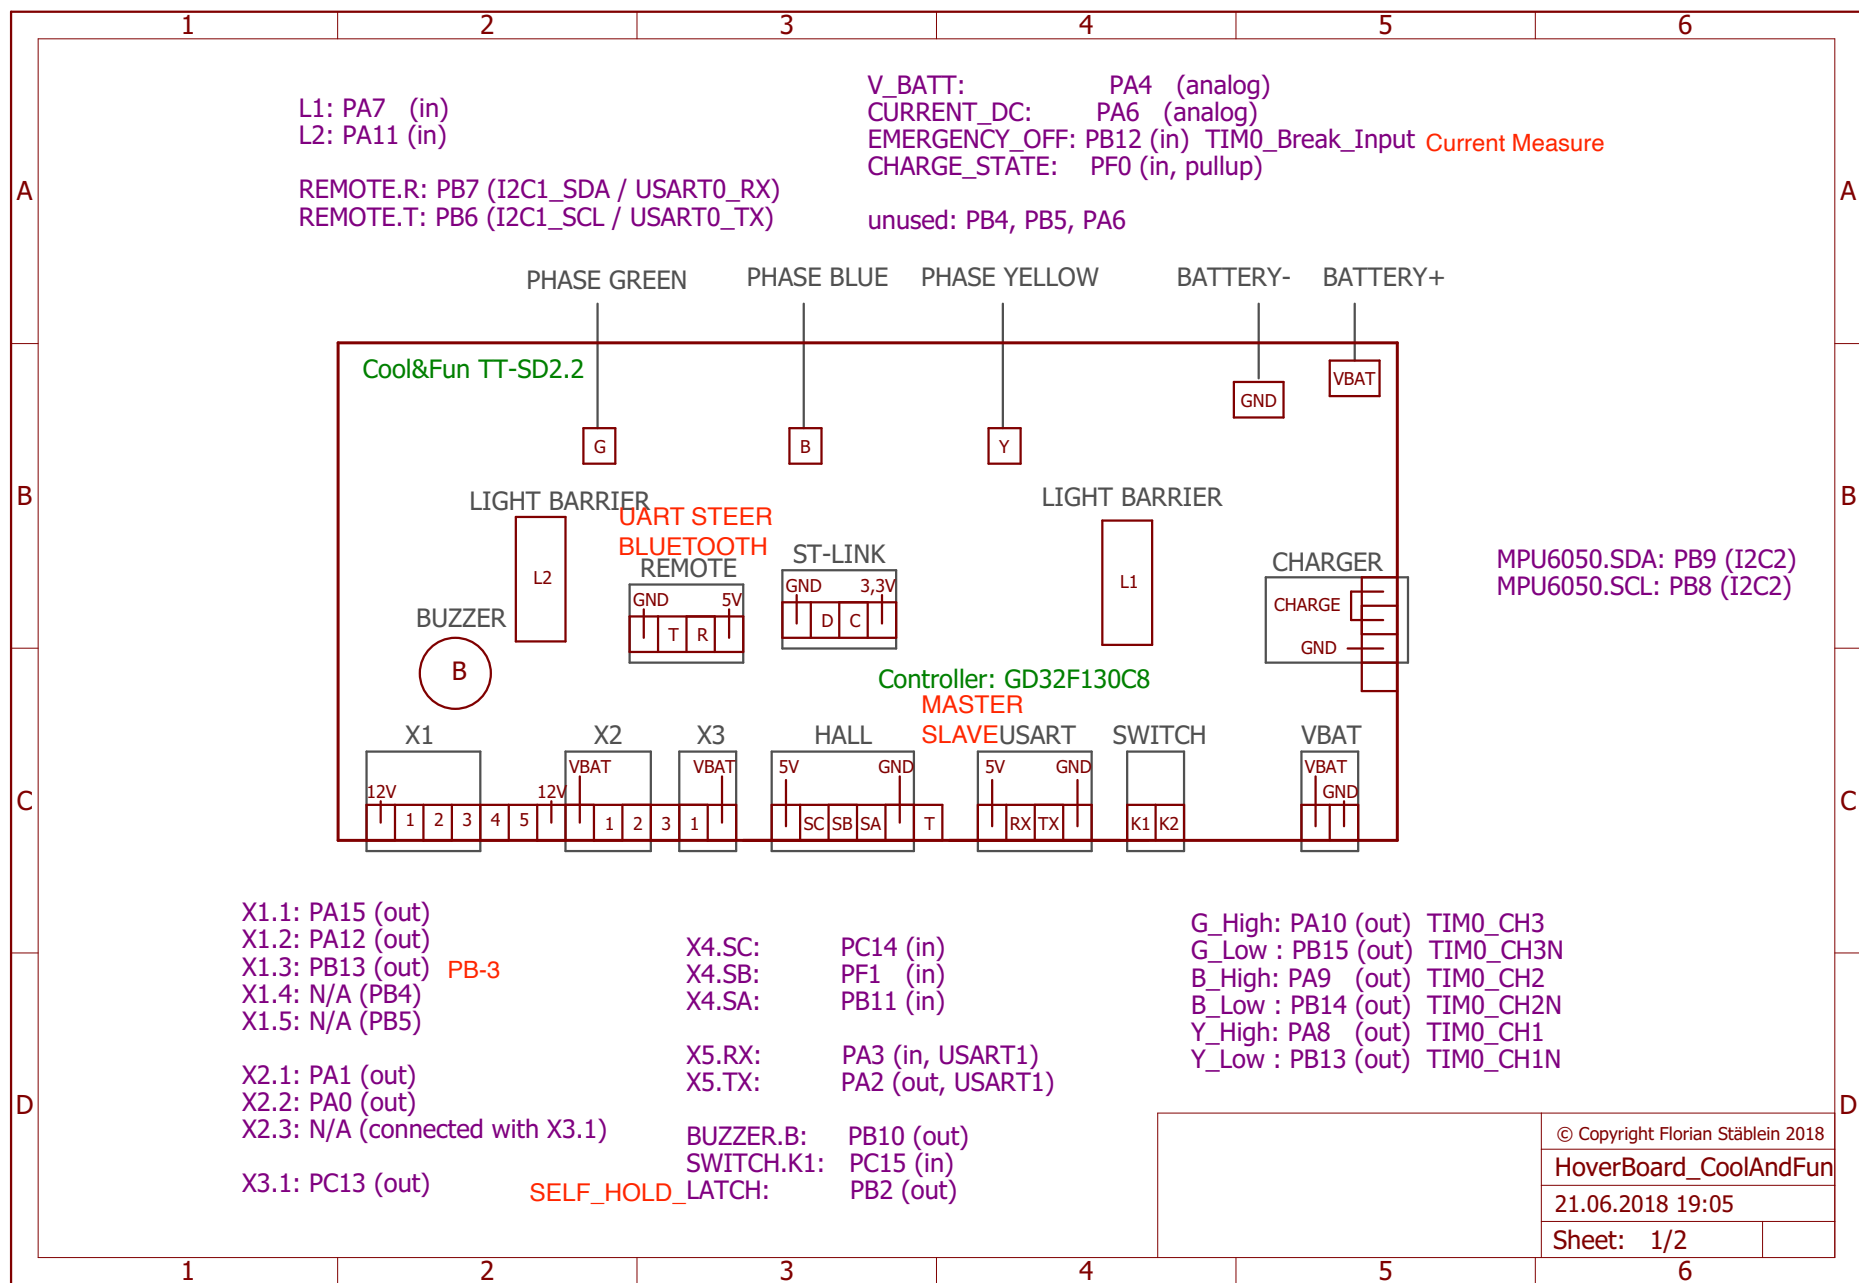 1 2 3 4 5 6
L1: PA7 (in)
L2: PA11 (in)
REMOTE.R: PB7 (I2C1_SDA / USART0_RX)
REMOTE.T: PB6 (I2C1_SCL / USART0_TX)
V_BATT: PA4 (analog)
CURRENT_DC: PA6 (analog)
EMERGENCY_OFF: PB12 (in) TIM0_Break_Input Current Measure
CHARGE_STATE: PF0 (in, pullup)
unused: PB4, PB5, PA6
A A
PHASE GREEN PHASE BLUE PHASE YELLOW BATTERY- BATTERY+
Cool&Fun TT-SD2.2
VBAT
GND
G B Y
B B
LIGHT BARRIER
L2
UART STEER
BLUETOOTH
REMOTE
GND 5V
T R
ST-LINK
GND 3,3V
D C
LIGHT BARRIER
L1
CHARGER
CHARGE
GND
MPU6050.SDA: PB9 (I2C2)
MPU6050.SCL: PB8 (I2C2)
BUZZER
B
Controller: GD32F130C8
MASTER
SLAVE
X1 X2 X3 HALL USART SWITCH VBAT
VBAT VBAT 5V GND 5V GND VBAT
12V 12V GND
1 2 3 4 5 1 2 3 1 SC SB SA T RX TX K1 K2
C C
X1.1: PA15 (out)
X1.2: PA12 (out)
X1.3: PB13 (out) PB-3
X1.4: N/A (PB4)
X1.5: N/A (PB5)
X2.1: PA1 (out)
X2.2: PA0 (out)
X2.3: N/A (connected with X3.1)
X3.1: PC13 (out)
X4.SC: PC14 (in)
X4.SB: PF1 (in)
X4.SA: PB11 (in)
X5.RX: PA3 (in, USART1)
X5.TX: PA2 (out, USART1)
BUZZER.B: PB10 (out)
SWITCH.K1: PC15 (in)
SELF_HOLD_LATCH: PB2 (out)
G_High: PA10 (out) TIM0_CH3
G_Low : PB15 (out) TIM0_CH3N
B_High: PA9 (out) TIM0_CH2
B_Low : PB14 (out) TIM0_CH2N
Y_High: PA8 (out) TIM0_CH1
Y_Low : PB13 (out) TIM0_CH1N
D D
© Copyright Florian Stäblein 2018
HoverBoard_CoolAndFun
21.06.2018 19:05
Sheet: 1/2
1 2 3 4 5 6